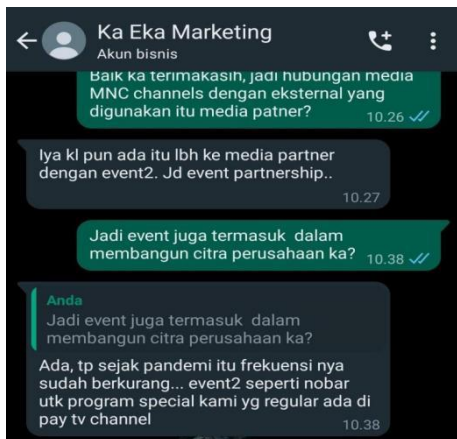 Ka Eka Marketing
Akun bisnis
Baik ka terimakasih, jadi hubungan media
MNC channels dengan eksternal yang
digunakan itu media patner?
10.26
Iya kl pun ada itu lbh ke media partner
dengan event2. Jd event partnership..
10.27
Jadi event juga termasuk dalam
membangun citra perusahaan ka?
10.38
Anda
Jadi event juga termasuk dalam
membangun citra perusahaan ka?
Ada, tp sejak pandemi itu frekuensi nya
sudah berkurang... event2 seperti nobar
utk program special kami yg regular ada di
pay tv channel
10.38